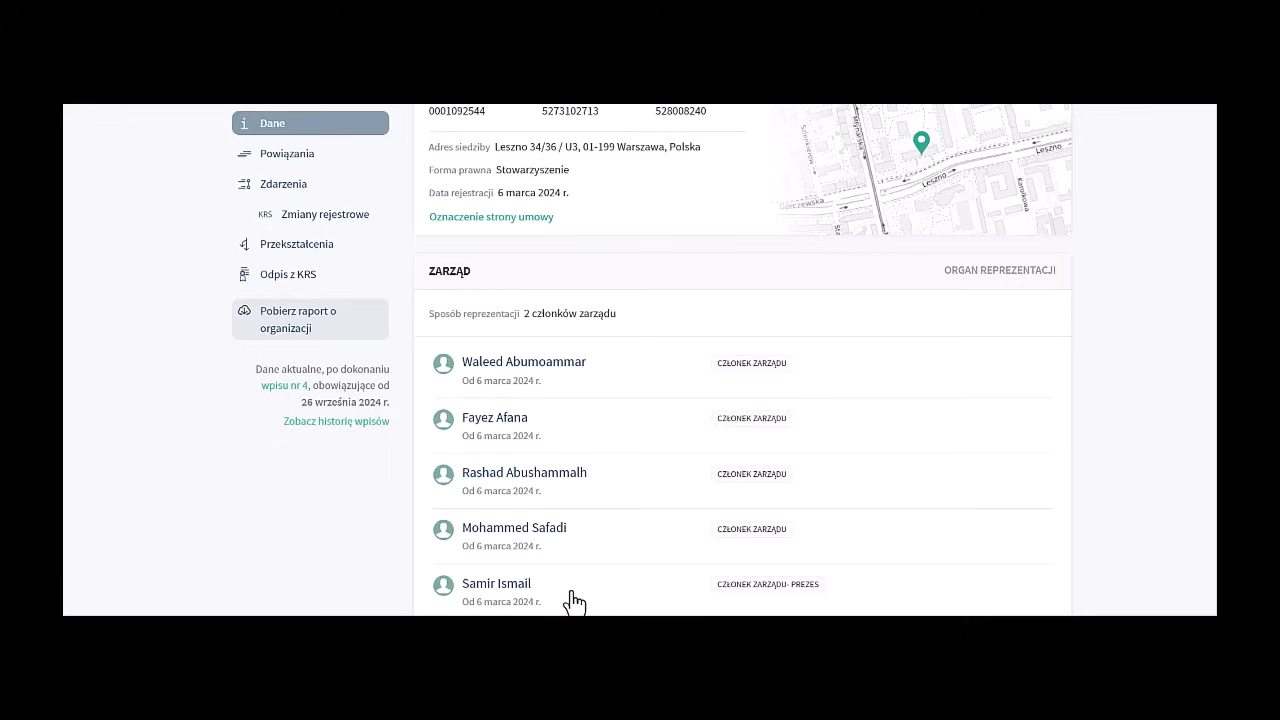 Dane
Powiązania
Zdarzenia
KRS Zmiany rejestrowe
Przekształcenia
Odpis z KRS
Pobierz raport o
organizacji
Dane aktualne, po dokonaniu
wpisu nr 4, obowiązujące od
26 września 2024 r.
Zobacz historię wpisów
0001092544 5273102713 528008240
Adres siedziby Leszno 34/36 / U3, 01-199 Warszawa, Polska
Forma prawna Stowarzyszenie
Data rejestracji 6 marca 2024 r.
Oznaczenie strony umowy
Młynarska
Leszno
Leszno
Górczewska
Karolkowa
ZARZĄD ORGAN REPREZENTACJI
Sposób reprezentacji 2 członków zarządu
Waleed Abumoammar CZŁONEK ZARZĄDU
Od 6 marca 2024 r.
Fayez Afana CZŁONEK ZARZĄDU
Od 6 marca 2024 r.
Rashad Abushammalh CZŁONEK ZARZĄDU
Od 6 marca 2024 r.
Mohammed Safadi CZŁONEK ZARZĄDU
Od 6 marca 2024 r.
Samir Ismail CZŁONEK ZARZĄDU- PREZES
Od 6 marca 2024 r.